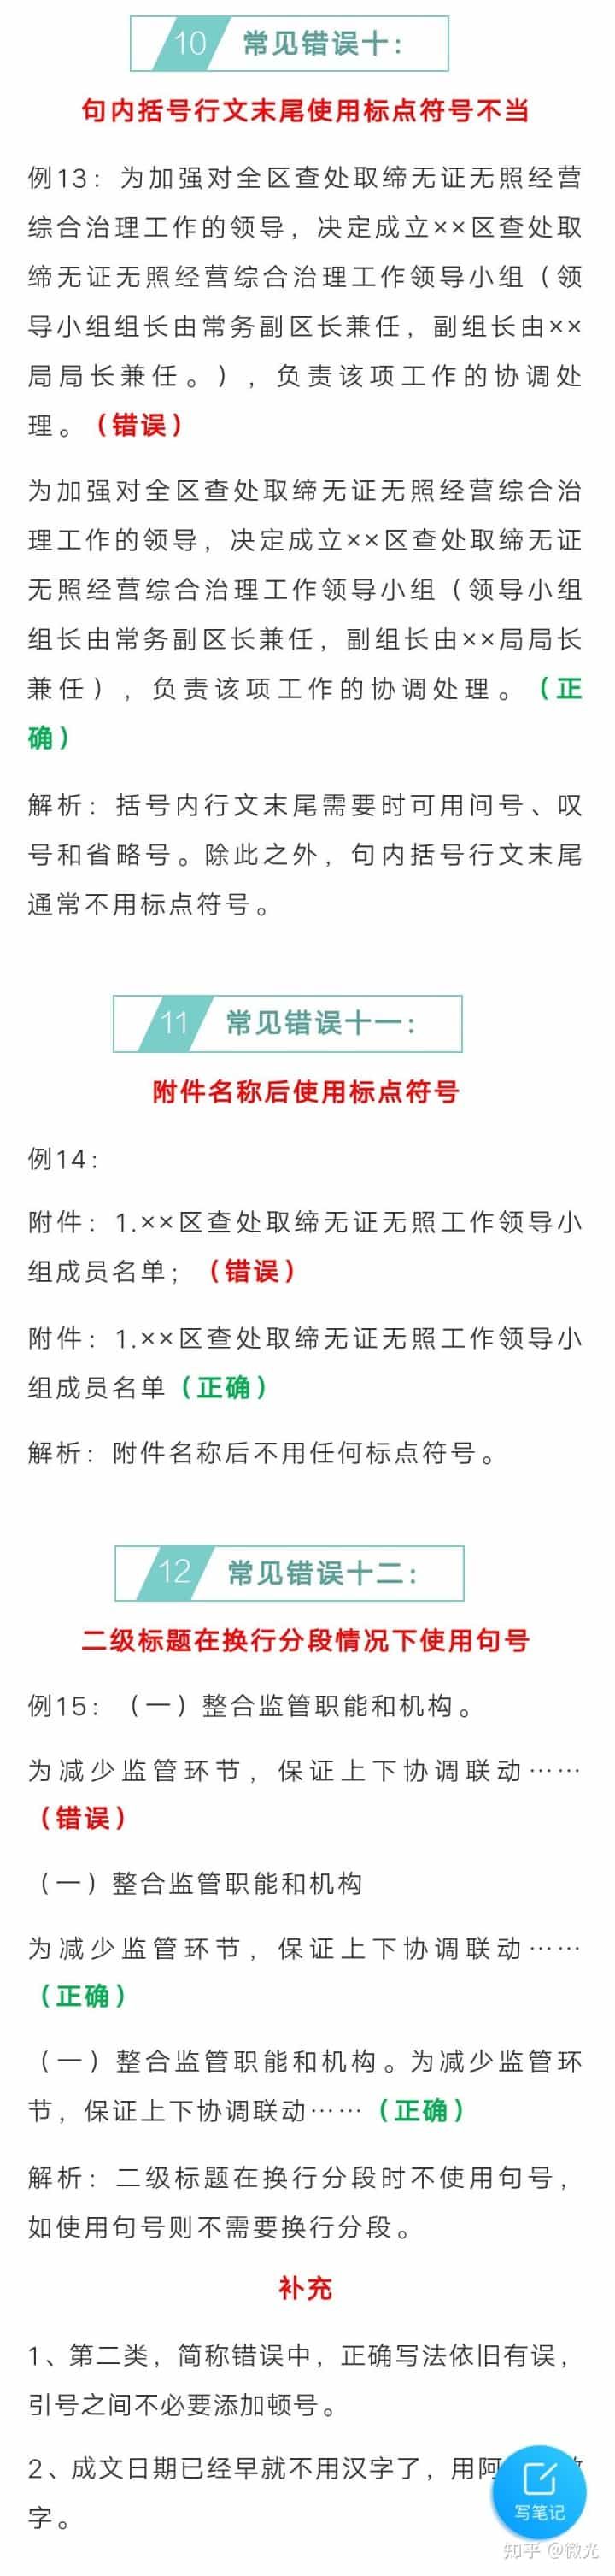 10 常见错误十：
句内括号行文末尾使用标点符号不当
例13：为加强对全区查处取缔无证无照经营
综合治理工作的领导，决定成立××区查处取
缔无证无照经营综合治理工作领导小组（领
导小组组长由常务副区长兼任，副组长由××
局局长兼任。），负责该项工作的协调处
理。（错误）
为加强对全区查处取缔无证无照经营综合治
理工作的领导，决定成立××区查处取缔无证
无照经营综合治理工作领导小组（领导小组
组长由常务副区长兼任，副组长由××局局长
兼任），负责该项工作的协调处理。（正
确）
解析：括号内行文末尾需要时可用问号、叹
号和省略号。除此之外，句内括号行文末尾
通常不用标点符号。
11 常见错误十一：
附件名称后使用标点符号
例14：
附件：1.××区查处取缔无证无照工作领导小
组成员名单；（错误）
附件：1.××区查处取缔无证无照工作领导小
组成员名单（正确）
解析：附件名称后不用任何标点符号。
12 常见错误十二：
二级标题在换行分段情况下使用句号
例15：（一）整合监管职能和机构。
为减少监管环节，保证上下协调联动……
（错误）
（一）整合监管职能和机构
为减少监管环节，保证上下协调联动……
（正确）
（一）整合监管职能和机构。为减少监管环
节，保证上下协调联动……（正确）
解析：二级标题在换行分段时不使用句号，
如使用句号则不需要换行分段。
补充
1、第二类，简称错误中，正确写法依旧有误，
引号之间不必要添加顿号。
2、成文日期已经早就不用汉字了，用阿
字。
写笔记
知乎 @微光